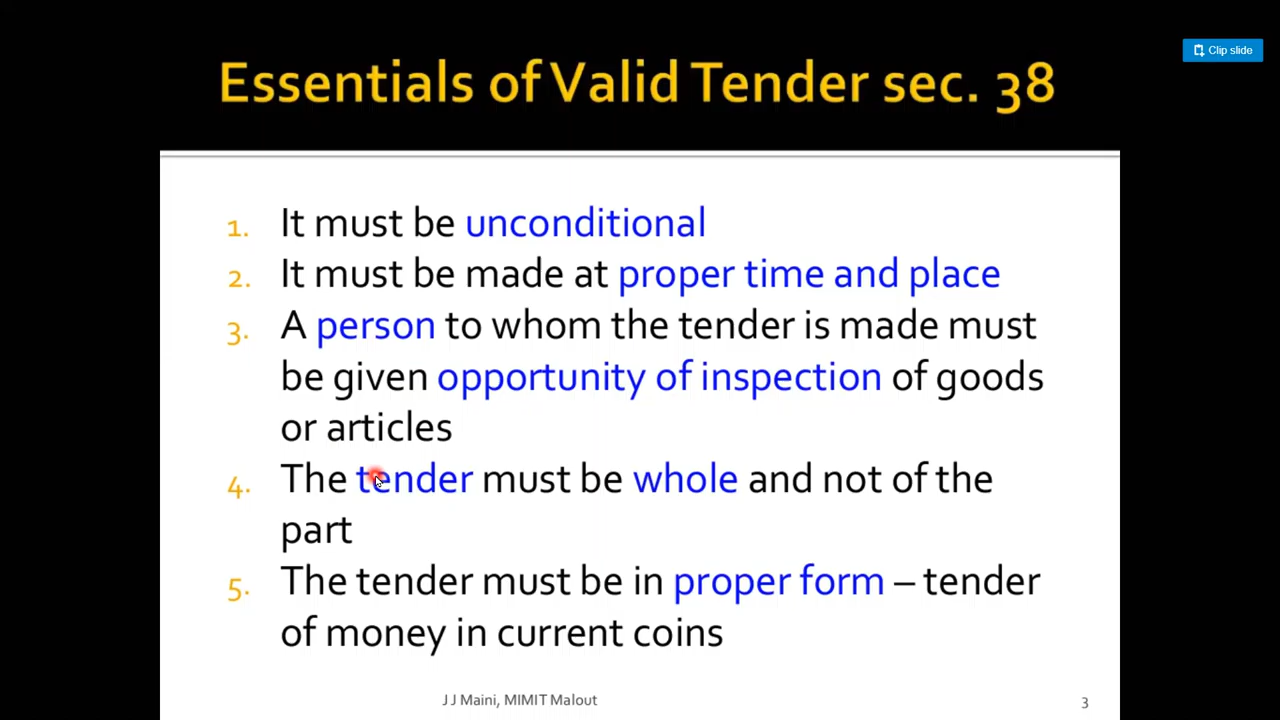 Clip slide
Essentials of Valid Tender sec. 38
1. It must be unconditional
2. It must be made at proper time and place
3. A person to whom the tender is made must
be given opportunity of inspection of goods
or articles
4. The tender must be whole and not of the
part
5. The tender must be in proper form – tender
of money in current coins
J J Maini, MIMIT Malout
3